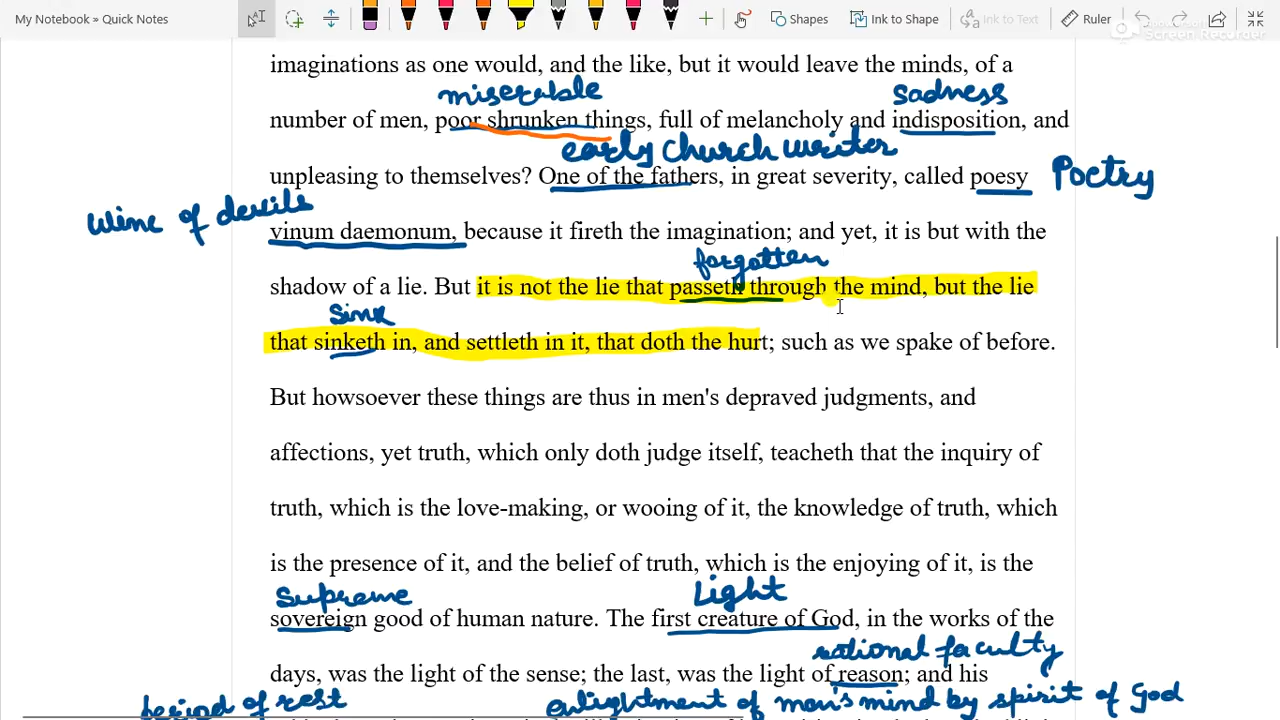 My Notebook » Quick Notes
Shapes
Ink to Shape
Ink to Text
Ruler
Screen Recorder
imaginations as one would, and the like, but it would leave the minds, of a
miserable
sadness
number of men, poor shrunken things, full of melancholy and indisposition, and
early church writer
unpleasing to themselves? One of the fathers, in great severity, called poesy
Poetry
wine of devils
vinum daemonum, because it fireth the imagination; and yet, it is but with the
forgotten
shadow of a lie. But it is not the lie that passeth through the mind, but the lie
Sink
that sinketh in, and settleth in it, that doth the hurt; such as we spake of before.
But howsoever these things are thus in men's depraved judgments, and
affections, yet truth, which only doth judge itself, teacheth that the inquiry of
truth, which is the love-making, or wooing of it, the knowledge of truth, which
is the presence of it, and the belief of truth, which is the enjoying of it, is the
Supreme
Light
sovereign good of human nature. The first creature of God, in the works of the
rational faculty
days, was the light of the sense; the last, was the light of reason; and his
period of rest
enlightment of man's mind by spirit of God